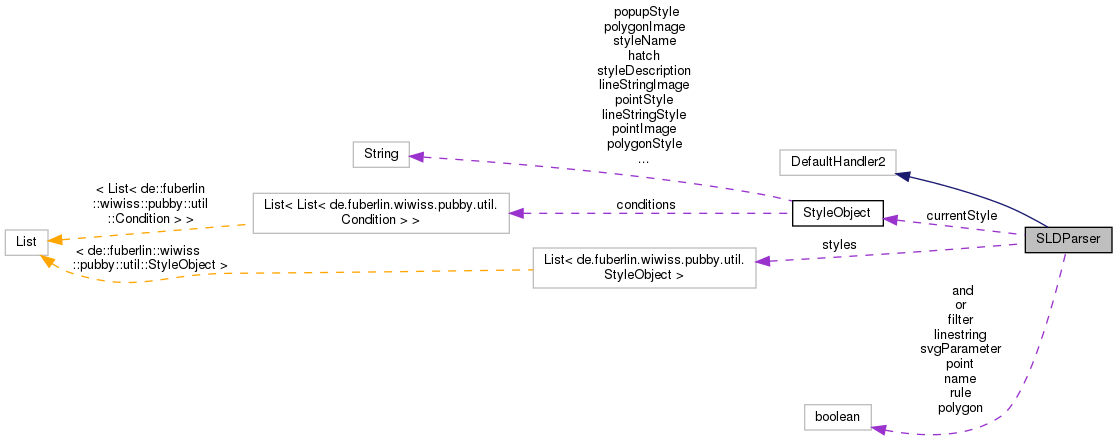 popupStyle
polygonImage
styleName
hatch
styleDescription
lineStringImage
pointStyle
lineStringStyle
pointImage
polygonStyle
...
String
DefaultHandler2
< List< de::fuberlin
::wiwiss::pubby::util
::Condition > >
List< List< de.fuberlin.wiwiss.pubby.util.
Condition > >
conditions
StyleObject
currentStyle
SLDParser
List
< de::fuberlin::wiwiss
::pubby::util::StyleObject >
List< de.fuberlin.wiwiss.pubby.util.
StyleObject >
styles
and
or
filter
linestring
svgParameter
point
name
rule
polygon
boolean